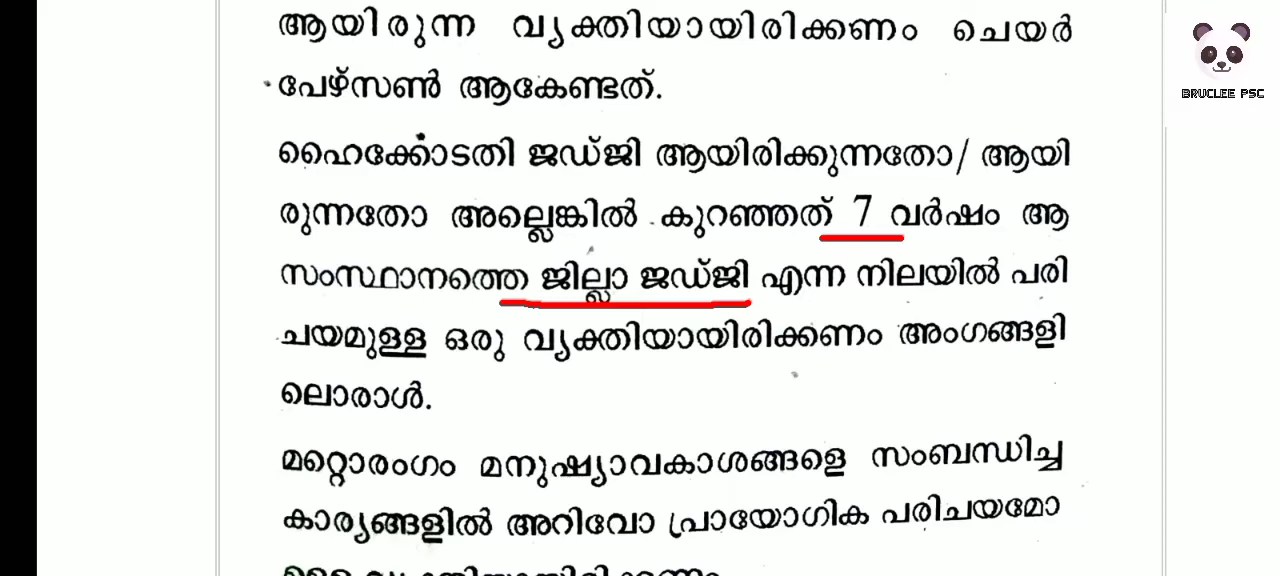 ആയിരുന്ന വ്യക്തിയായിരിക്കണം ചെയർ
പേഴ്സൺ ആകേണ്ടത്.
ഹൈക്കോടതി ജഡ്ജി ആയിരിക്കുന്നതോ/ ആയി
രുന്നതോ അല്ലെങ്കിൽ കുറഞ്ഞത് 7 വർഷം ആ
സംസ്ഥാനത്തെ ജില്ലാ ജഡ്ജി എന്ന നിലയിൽ പരി
ചയമുള്ള ഒരു വ്യക്തിയായിരിക്കണം അംഗങ്ങളി
ലൊരാൾ.
മറ്റൊരംഗം മനുഷ്യാവകാശങ്ങളെ സംബന്ധിച്ച
കാര്യങ്ങളിൽ അറിവോ പ്രായോഗിക പരിചയമോ
BRUCLEE PSC